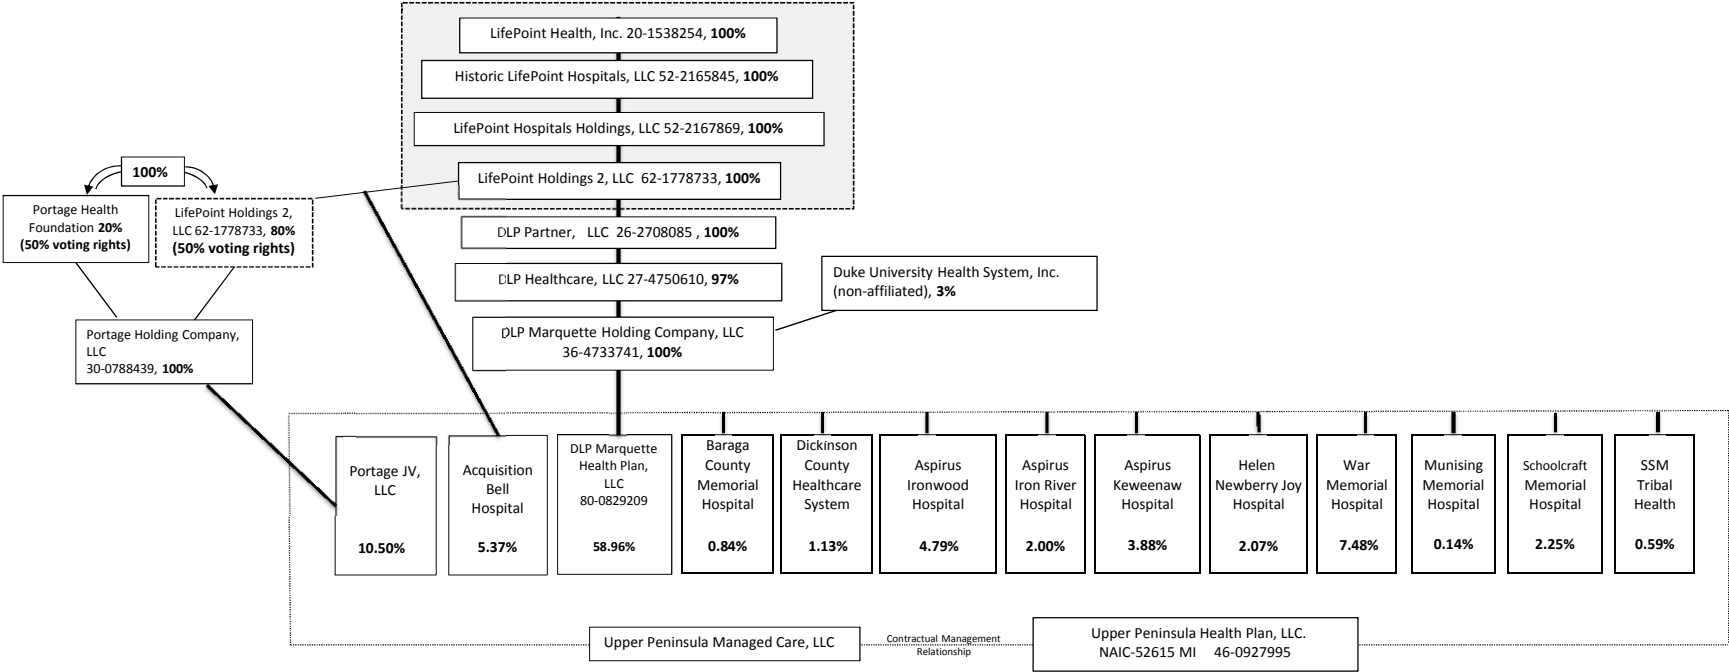 LifePoint Health, Inc. 20-1538254, 100%
Historic LifePoint Hospitals, LLC 52-2165845, 100%
LifePoint Hospitals Holdings, LLC 52-2167869, 100%
LifePoint Holdings 2, LLC 62-1778733, 100%
100%
Portage Health
Foundation 20%
(50% voting rights)
LifePoint Holdings 2,
LLC 62-1778733, 80%
(50% voting rights)
DLP Partner, LLC 26-2708085 , 100%
DLP Healthcare, LLC 27-4750610, 97%
Duke University Health System, Inc.
(non-affiliated), 3%
Portage Holding Company,
LLC
30-0788439, 100%
DLP Marquette Holding Company, LLC
36-4733741, 100%
Portage JV,
LLC
10.50%
Acquisition
Bell
Hospital
5.37%
DLP Marquette
Health Plan,
LLC
80-0829209
58.96%
Baraga
County
Memorial
Hospital
0.84%
Dickinson
County
Healthcare
System
1.13%
Aspirus
Ironwood
Hospital
4.79%
Aspirus
Iron River
Hospital
2.00%
Aspirus
Keweenaw
Hospital
3.88%
Helen
Newberry Joy
Hospital
2.07%
War
Memorial
Hospital
7.48%
Munising
Memorial
Hospital
0.14%
Schoolcraft
Memorial
Hospital
2.25%
SSM
Tribal
Health
0.59%
Upper Peninsula Managed Care, LLC
Contractual Management
Relationship
Upper Peninsula Health Plan, LLC.
NAIC-52615 MI 46-0927995